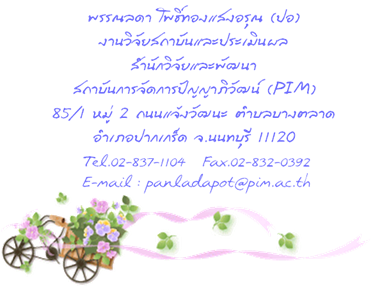 พรรณลดา โพธิ์ทองแสงอรุณ (ปอ)
งานวิจัยสถาบันและประเมินผล
สำนักวิจัยและพัฒนา
สถาบันการจัดการปัญญาภิวัฒน์ (PIM)
85/1 หมู่ 2 ถนนแจ้งวัฒนะ ตำบลบางตลาด
อำเภอปากเกร็ด จ.นนทบุรี 11120
Tel.02-837-1104 Fax.02-832-0392
E-mail : panladapot@pim.ac.th